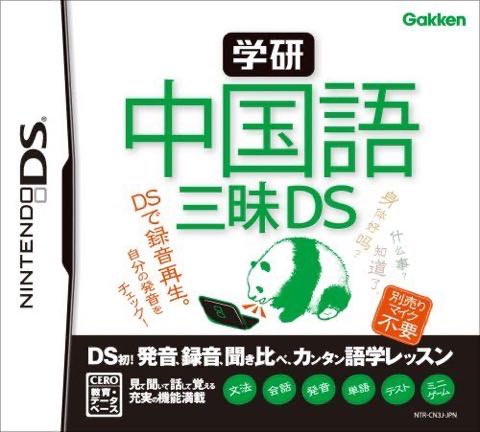 Gakken
NINTENDO DS
学研
中国語
三昧DS
DSで録音再生。
自分の発音を
チェック!
身体好吗?
知道了。
什么事?
別売り
マイク
不要
DS初! 発音、録音、聞き比べ、カンタン語学レッスン
CERO
教育・データベース
見て聞いて話して覚える
充実の機能満載
文法
会話
発音
単語
テスト
ミニゲーム
NTR-CN3J-JPN